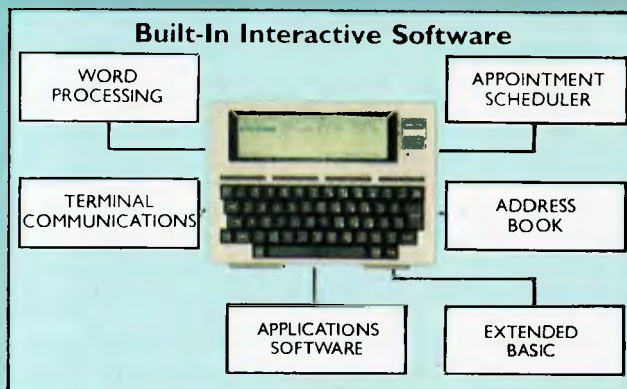 Built-In Interactive Software
WORD
PROCESSING
APPOINTMENT
SCHEDULER
TERMINAL
COMMUNICATIONS
ADDRESS
BOOK
APPLICATIONS
SOFTWARE
EXTENDED
BASIC